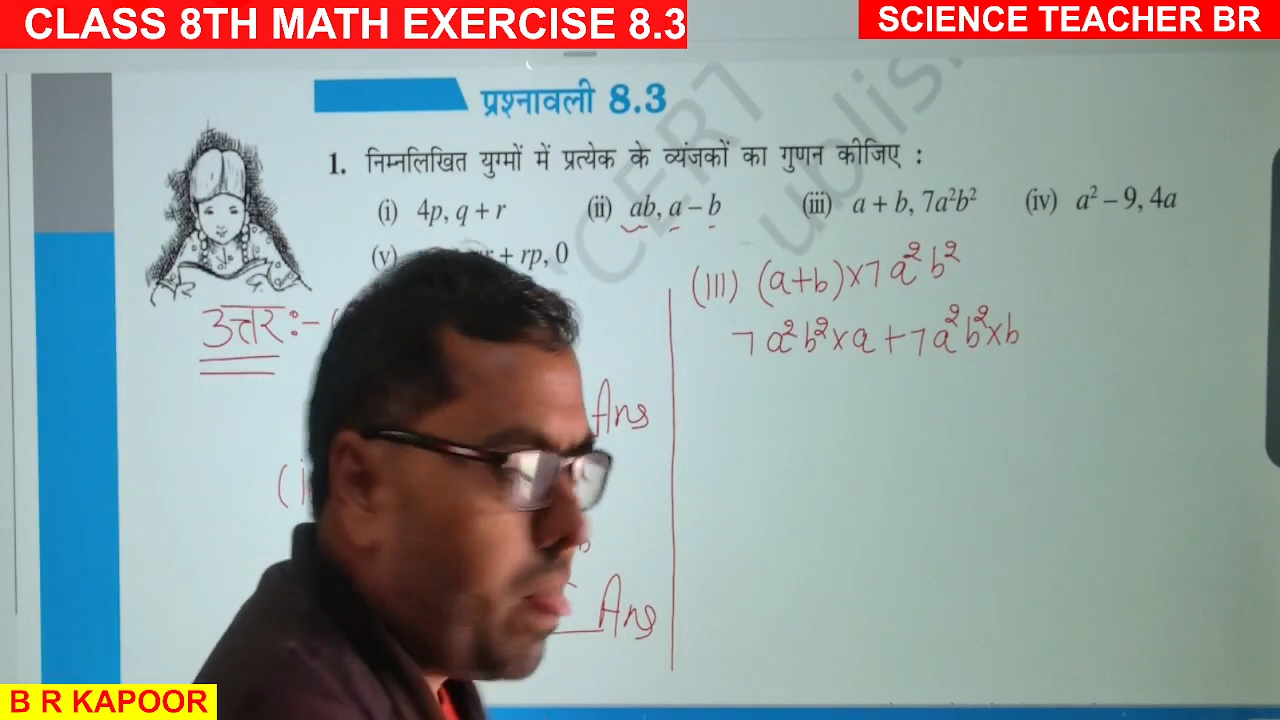 CLASS 8TH MATH EXERCISE 8.3
SCIENCE TEACHER BR
प्रश्नावली 8.3
1. निम्नलिखित युग्मों में प्रत्येक के व्यंजकों का गुणन कीजिए :
(i) 4p, q + r (ii) ab, a – b (iii) a + b, 7a²b² (iv) a² – 9, 4a
(v) + rp, 0
उत्तर:-
Ans
Ans
(III) (a+b)×7a²b²
7a²b²×a+7a²b²×b
B R KAPOOR